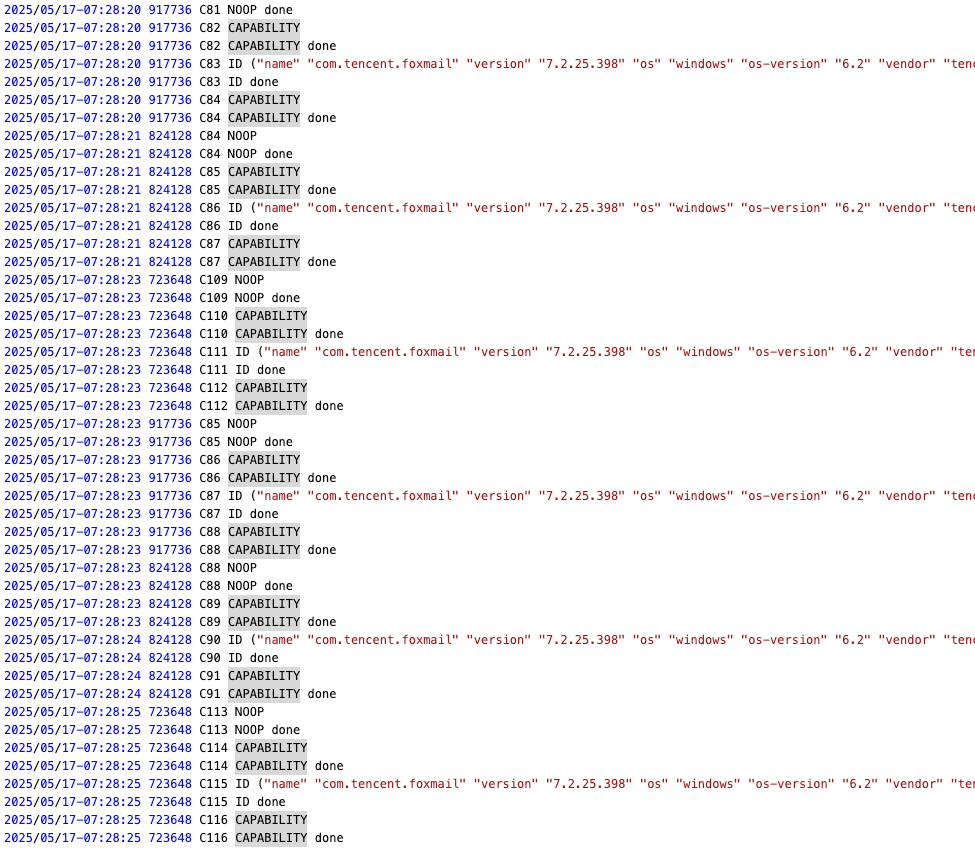 2025/05/17-07:28:20 917736 C81 NOOP done
2025/05/17-07:28:20 917736 C82 CAPABILITY
2025/05/17-07:28:20 917736 C82 CAPABILITY done
2025/05/17-07:28:20 917736 C83 ID ("name" "com.tencent.foxmail" "version" "7.2.25.398" "os" "windows" "os-version" "6.2" "vendor" "tenc
2025/05/17-07:28:20 917736 C83 ID done
2025/05/17-07:28:20 917736 C84 CAPABILITY
2025/05/17-07:28:20 917736 C84 CAPABILITY done
2025/05/17-07:28:21 824128 C84 NOOP
2025/05/17-07:28:21 824128 C84 NOOP done
2025/05/17-07:28:21 824128 C85 CAPABILITY
2025/05/17-07:28:21 824128 C85 CAPABILITY done
2025/05/17-07:28:21 824128 C86 ID ("name" "com.tencent.foxmail" "version" "7.2.25.398" "os" "windows" "os-version" "6.2" "vendor" "tenc
2025/05/17-07:28:21 824128 C86 ID done
2025/05/17-07:28:21 824128 C87 CAPABILITY
2025/05/17-07:28:21 824128 C87 CAPABILITY done
2025/05/17-07:28:23 723648 C109 NOOP
2025/05/17-07:28:23 723648 C109 NOOP done
2025/05/17-07:28:23 723648 C110 CAPABILITY
2025/05/17-07:28:23 723648 C110 CAPABILITY done
2025/05/17-07:28:23 723648 C111 ID ("name" "com.tencent.foxmail" "version" "7.2.25.398" "os" "windows" "os-version" "6.2" "vendor" "ten
2025/05/17-07:28:23 723648 C111 ID done
2025/05/17-07:28:23 723648 C112 CAPABILITY
2025/05/17-07:28:23 723648 C112 CAPABILITY done
2025/05/17-07:28:23 917736 C85 NOOP
2025/05/17-07:28:23 917736 C85 NOOP done
2025/05/17-07:28:23 917736 C86 CAPABILITY
2025/05/17-07:28:23 917736 C86 CAPABILITY done
2025/05/17-07:28:23 917736 C87 ID ("name" "com.tencent.foxmail" "version" "7.2.25.398" "os" "windows" "os-version" "6.2" "vendor" "tenc
2025/05/17-07:28:23 917736 C87 ID done
2025/05/17-07:28:23 917736 C88 CAPABILITY
2025/05/17-07:28:23 917736 C88 CAPABILITY done
2025/05/17-07:28:23 824128 C88 NOOP
2025/05/17-07:28:23 824128 C88 NOOP done
2025/05/17-07:28:23 824128 C89 CAPABILITY
2025/05/17-07:28:23 824128 C89 CAPABILITY done
2025/05/17-07:28:24 824128 C90 ID ("name" "com.tencent.foxmail" "version" "7.2.25.398" "os" "windows" "os-version" "6.2" "vendor" "tenc
2025/05/17-07:28:24 824128 C90 ID done
2025/05/17-07:28:24 824128 C91 CAPABILITY
2025/05/17-07:28:24 824128 C91 CAPABILITY done
2025/05/17-07:28:25 723648 C113 NOOP
2025/05/17-07:28:25 723648 C113 NOOP done
2025/05/17-07:28:25 723648 C114 CAPABILITY
2025/05/17-07:28:25 723648 C114 CAPABILITY done
2025/05/17-07:28:25 723648 C115 ID ("name" "com.tencent.foxmail" "version" "7.2.25.398" "os" "windows" "os-version" "6.2" "vendor" "ten
2025/05/17-07:28:25 723648 C115 ID done
2025/05/17-07:28:25 723648 C116 CAPABILITY
2025/05/17-07:28:25 723648 C116 CAPABILITY done